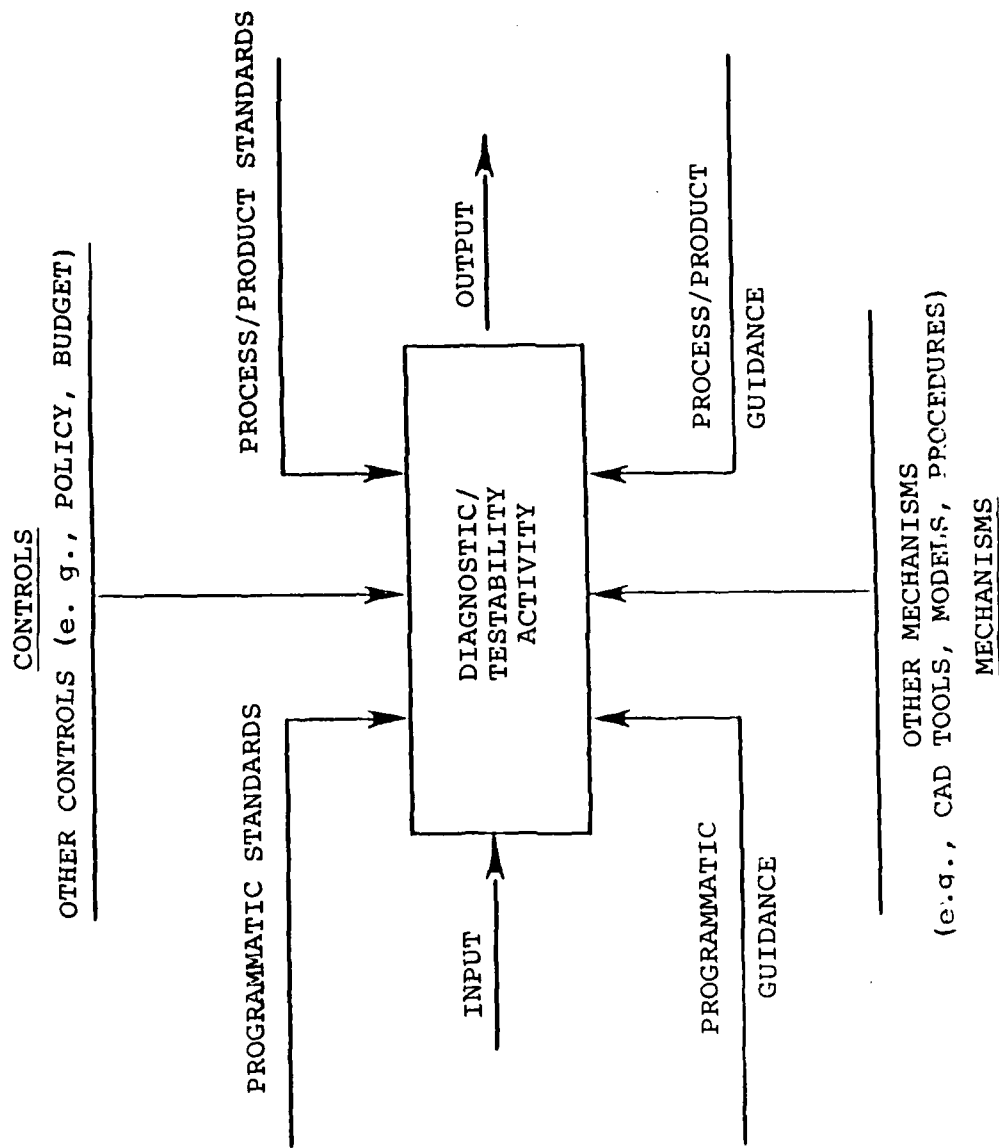 CONTROLS
OTHER CONTROLS (e. g., POLICY, BUDGET)
PROGRAMMATIC STANDARDS
PROCESS/PRODUCT STANDARDS
INPUT
DIAGNOSTIC/
TESTABILITY
ACTIVITY
OUTPUT
PROGRAMMATIC
GUIDANCE
PROCESS/PRODUCT
GUIDANCE
OTHER MECHANISMS
(e.g., CAD TOOLS, MODELS, PROCEDURES)
MECHANISMS